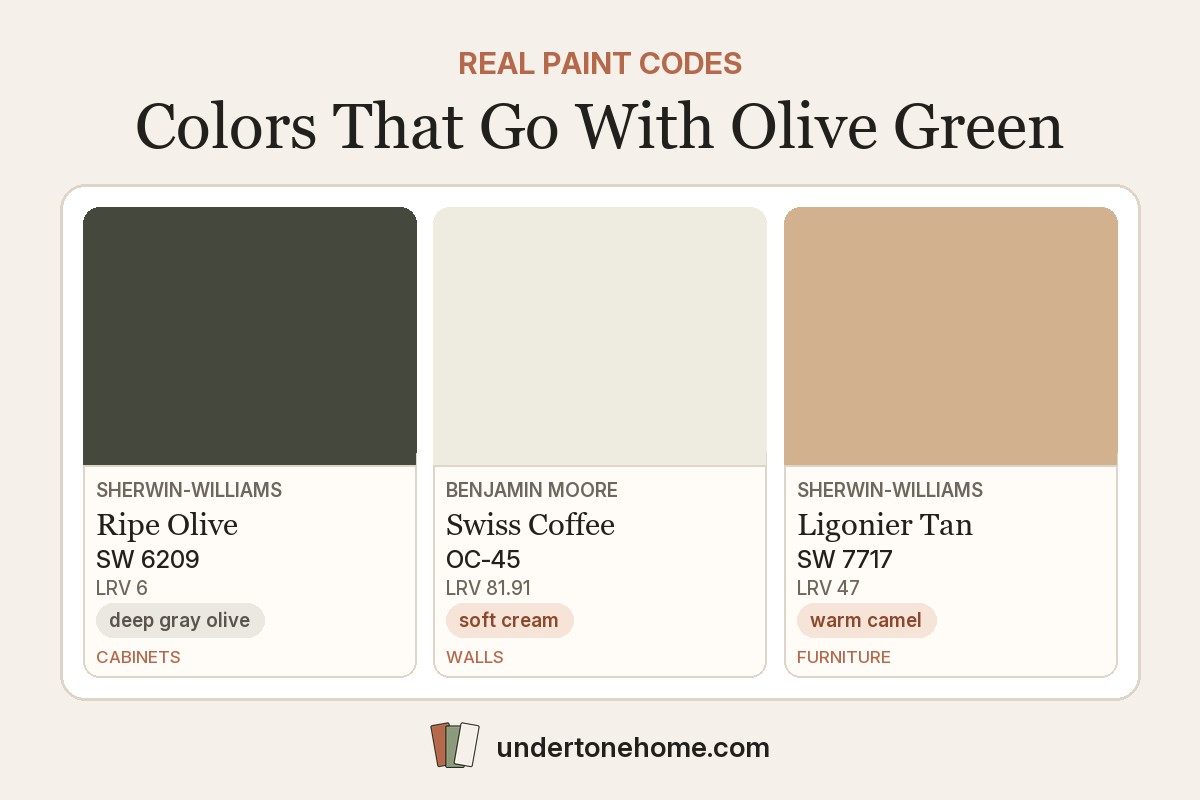 REAL PAINT CODES
Colors That Go With Olive Green
SHERWIN-WILLIAMS
Ripe Olive
SW 6209
LRV 6
deep gray olive
CABINETS
BENJAMIN MOORE
Swiss Coffee
OC-45
LRV 81.91
soft cream
WALLS
SHERWIN-WILLIAMS
Ligonier Tan
SW 7717
LRV 47
warm camel
FURNITURE
undertonehome.com